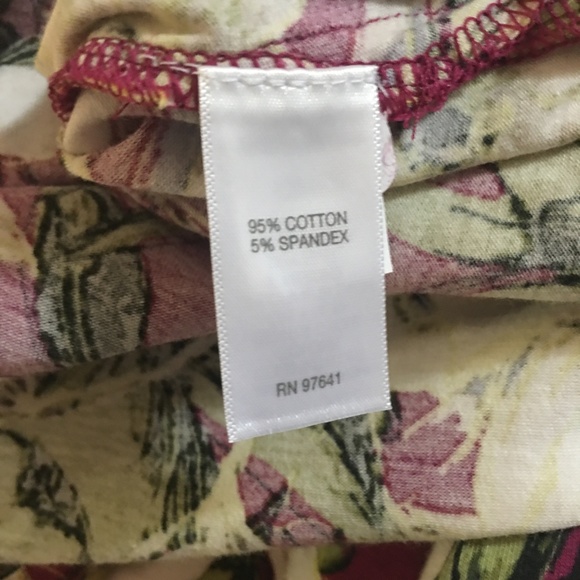 95% COTTON
5% SPANDEX
RN 97641